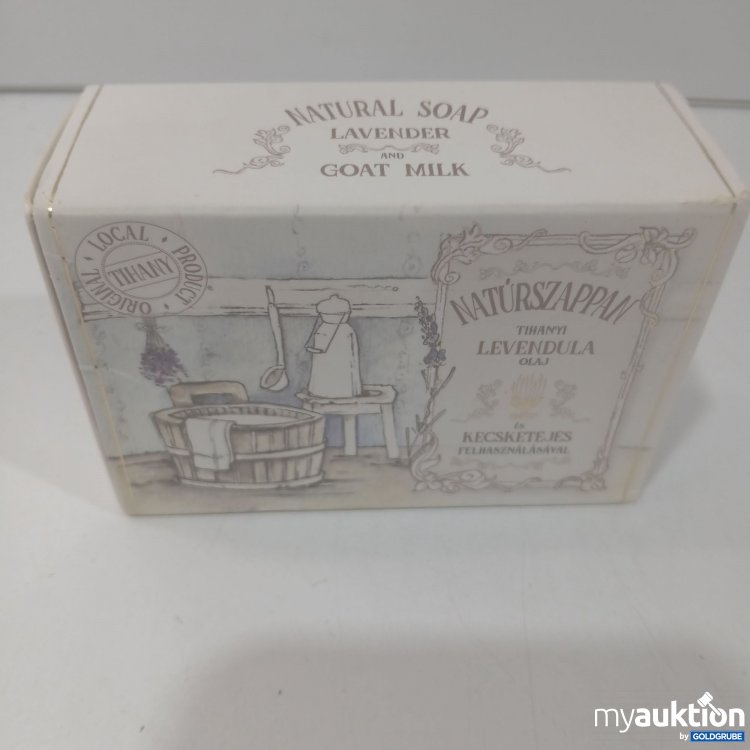 NATURAL SOAP
LAVENDER
AND
GOAT MILK
ORIGINAL • LOCAL • PRODUCT •
TIHANY
NATÚRSZAPPAN
TIHANYI
LEVENDULA
OLAJ
ÉS
KECSKETEJES
FELHASZNÁLÁSÁVAL
myauktion
by GOLDGRUBE